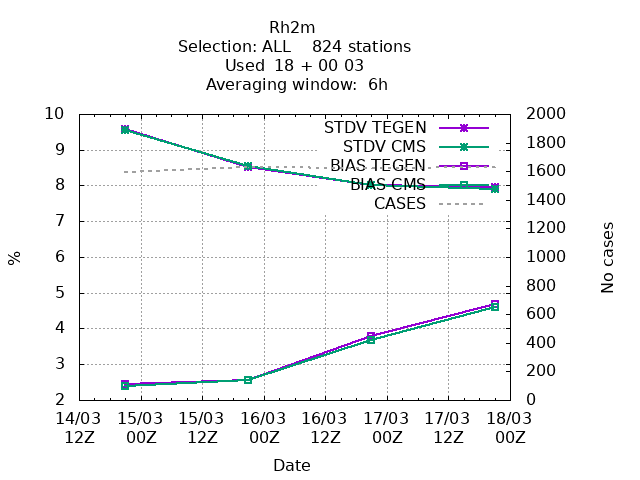 Rh2m
Selection: ALL    824 stations
Used  18 + 00 03
Averaging window:  6h
10
9
8
7
6
5
4
3
2
%
2000
1800
1600
1400
1200
1000
800
600
400
200
0
No cases
STDV TEGEN
STDV CMS
BIAS TEGEN
BIAS CMS
CASES
14/03 15/03 15/03 16/03 16/03 17/03 17/03 18/03
12Z 00Z 12Z 00Z 12Z 00Z 12Z 00Z
Date